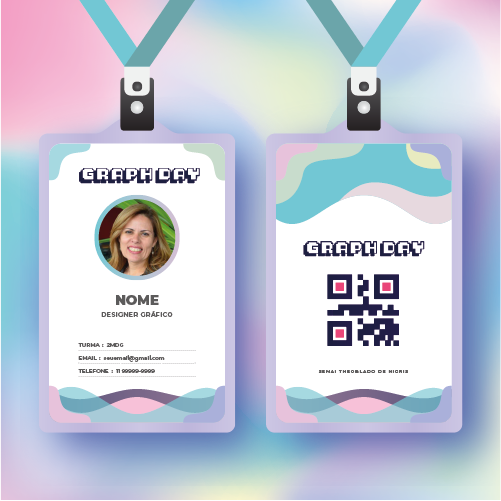 GRAPH DAY
NOME
DESIGNER GRÁFICO
TURMA : 2MDG
EMAIL : seuemail@gmail.com
TELEFONE : 11 99999-9999
GRAPH DAY
SENAI THEOBLADO DE NIGRIS